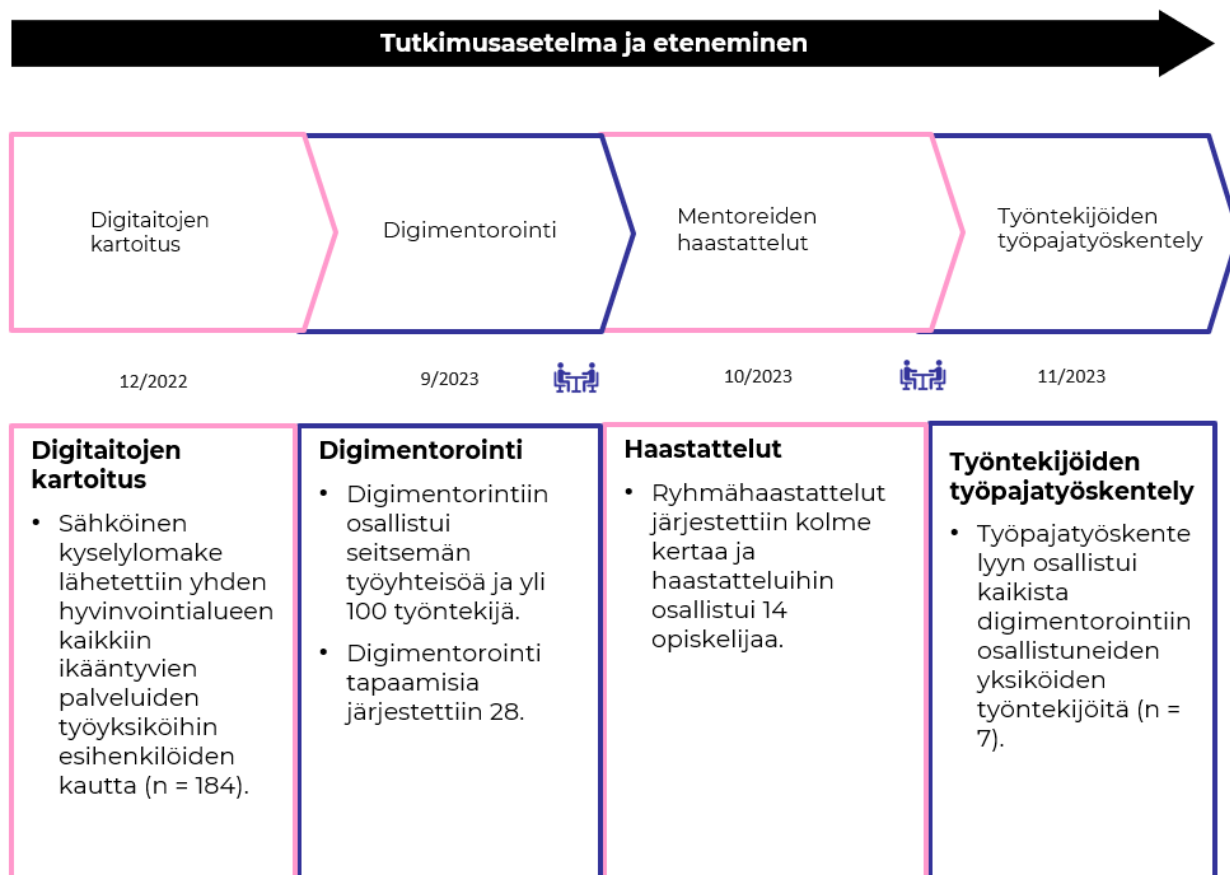 Tutkimusasetelma ja eteneminen
Digitaitojen
kartoitus
Digimentorointi
Mentoreiden
haastattelut
Työntekijöiden
työpajatyöskentely
12/2022
9/2023
10/2023
11/2023
Digitaitojen
kartoitus
• Sähköinen
kyselylomake
lähetettiin yhden
hyvinvointialueen
kaikkiin
ikääntyvien
palveluiden
työyksiköihin
esihenkilöiden
kautta (n = 184).
Digimentorointi
• Digimentorintiin
osallistui
seitsemän
työyhteisöä ja yli
100 työntekijä.
• Digimentorointi
tapaamisia
järjestettiin 28.
Haastattelut
• Ryhmähaastattelut
järjestettiin kolme
kertaa ja
haastatteluihin
osallistui 14
opiskelijaa.
Työntekijöiden
työpajatyöskentely
• Työpajatyöskente
lyyn osallistui
kaikista
digimentorointiin
osallistuneiden
yksiköiden
työntekijöitä (n =
7).